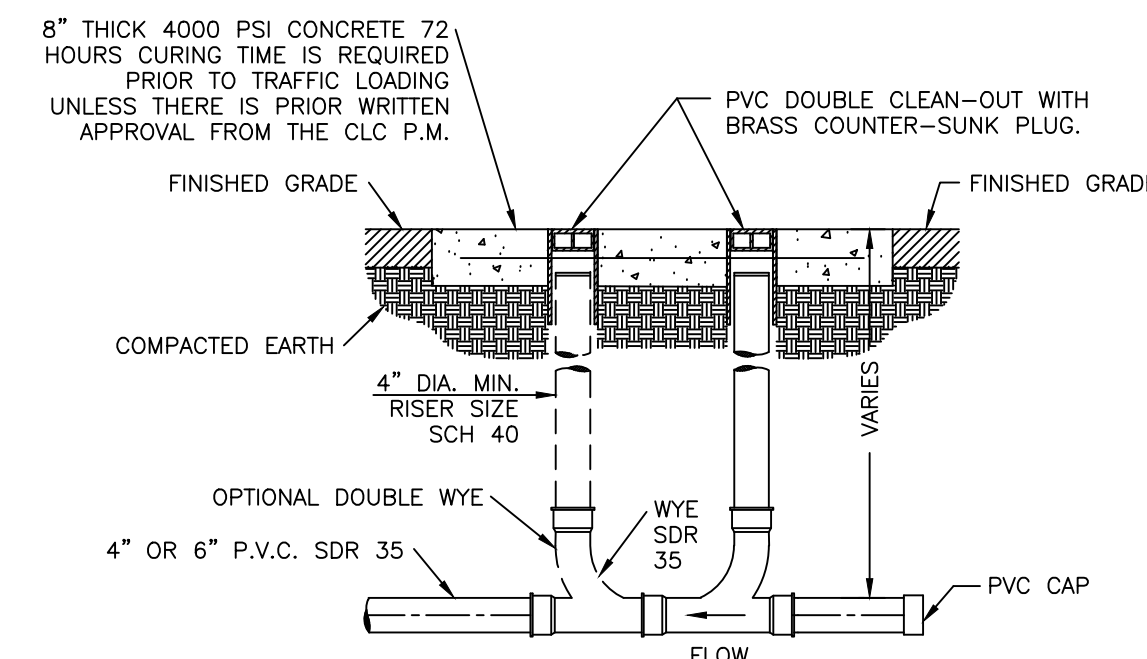 8” THICK 4000 PSI CONCRETE 72
HOURS CURING TIME IS REQUIRED
PRIOR TO TRAFFIC LOADING
UNLESS THERE IS PRIOR WRITTEN
APPROVAL FROM THE CLC P.M.
PVC DOUBLE CLEAN–OUT WITH
BRASS COUNTER–SUNK PLUG.
FINISHED GRADE
FINISHED GRADE
COMPACTED EARTH
4” DIA. MIN.
RISER SIZE
SCH 40
VARIES
OPTIONAL DOUBLE WYE
WYE
SDR
35
4” OR 6” P.V.C. SDR 35
PVC CAP
FLOW